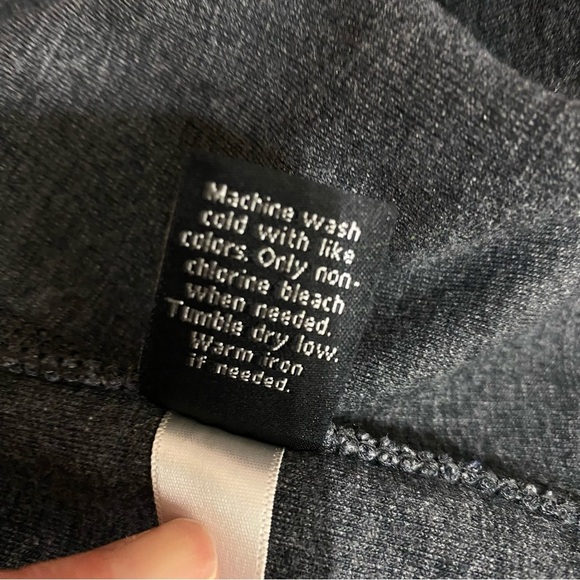 Machine wash
cold with like
colors. Only non-
chlorine bleach
when needed.
Tumble dry low.
Warm iron
if needed.